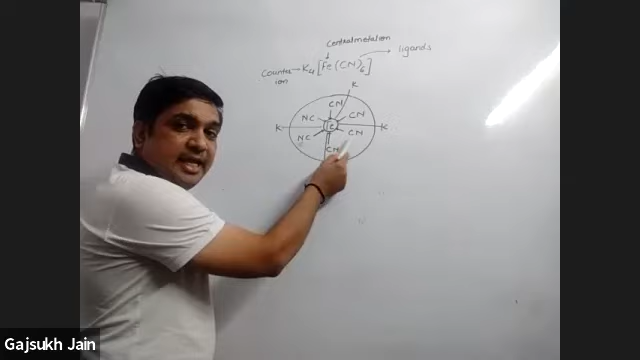 central metal ion
ligands
Counter ion K4[Fe(CN)6]
K
CN
NC CN
K Fe K
NC CN
CN
Gajsukh Jain